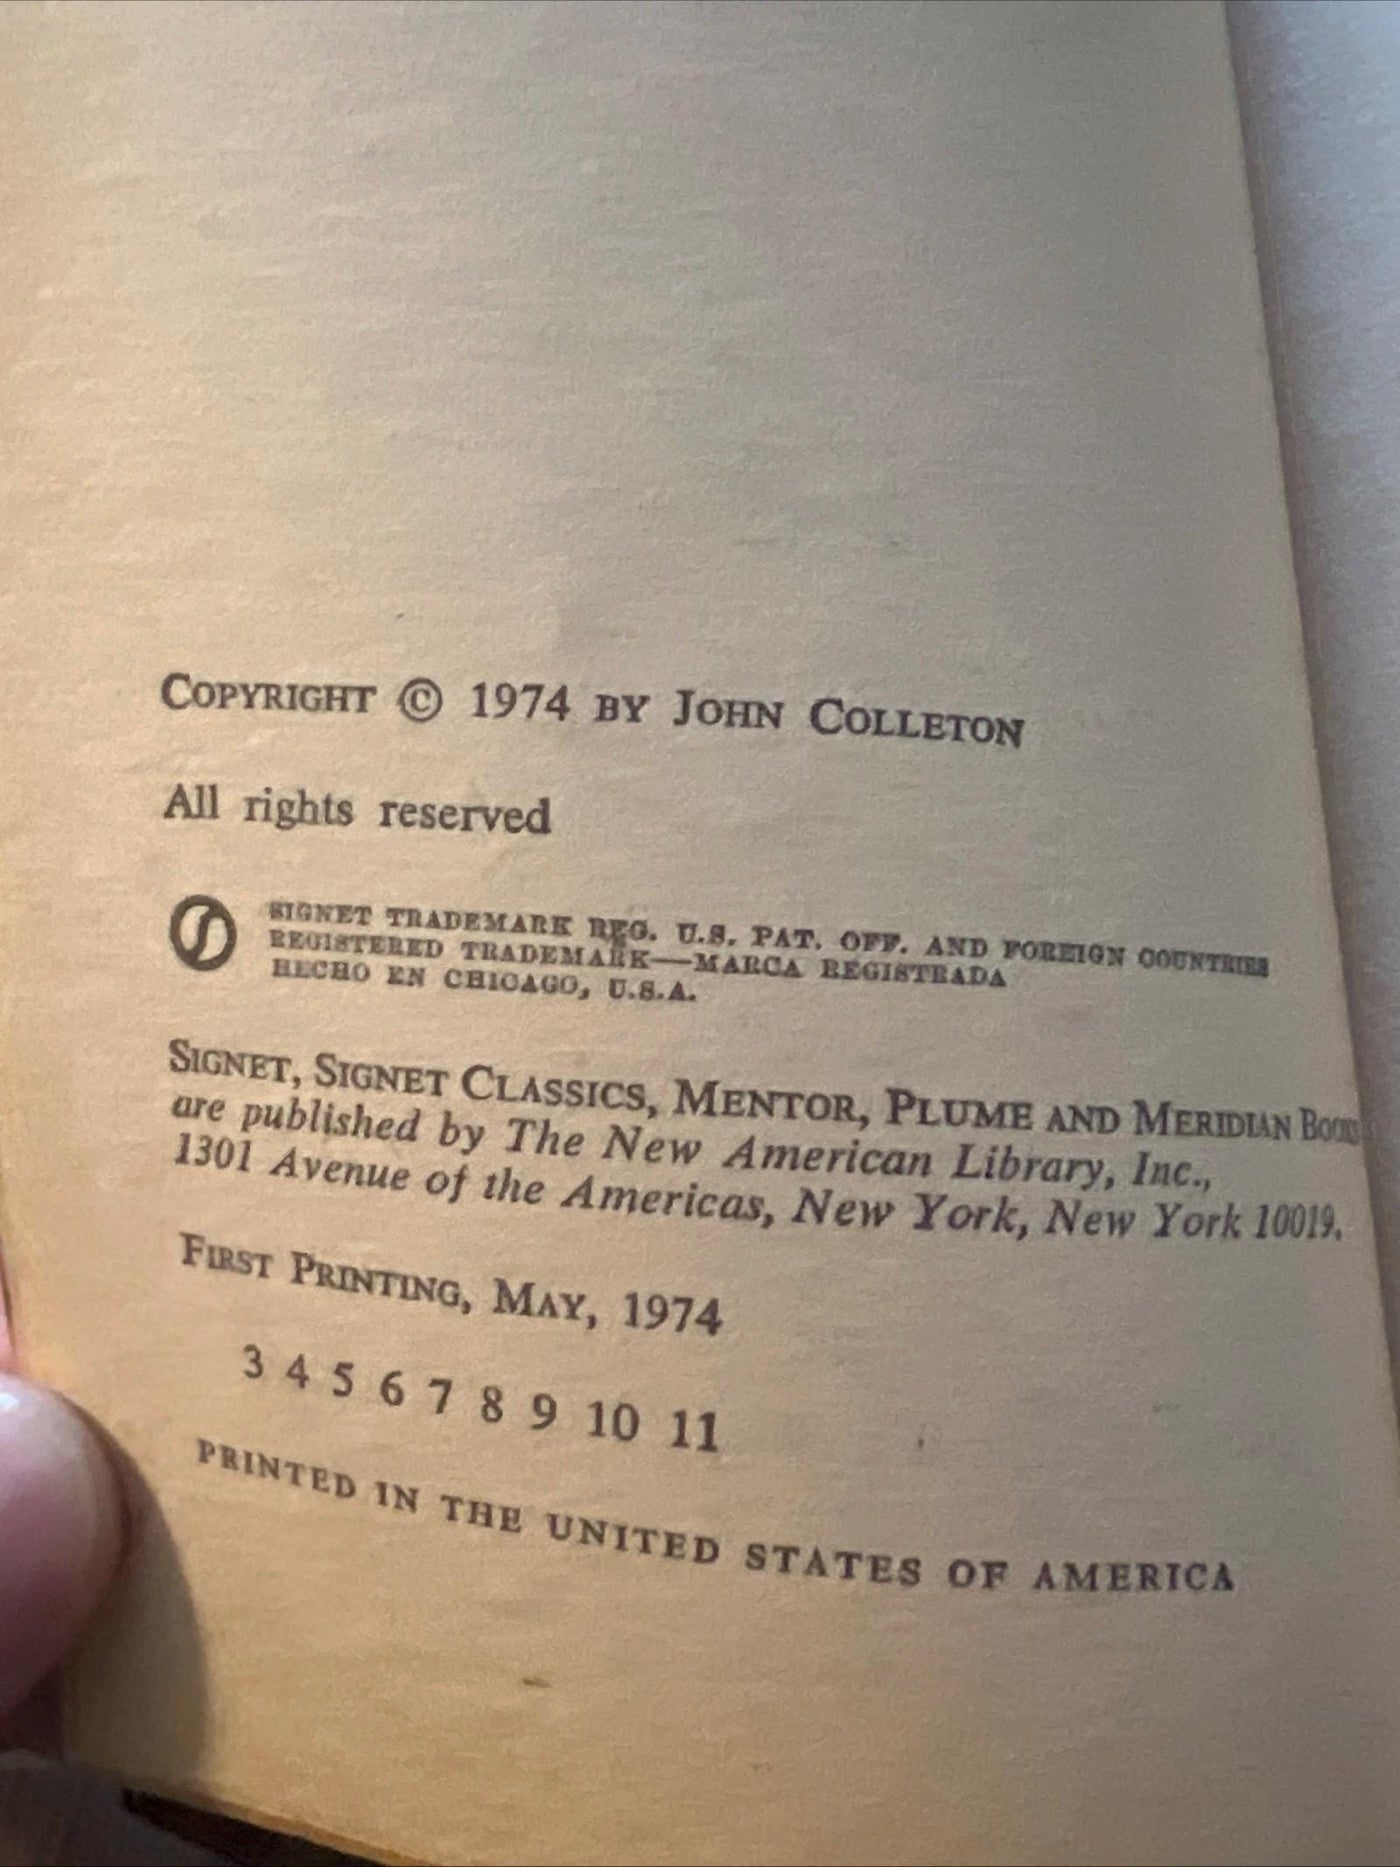 COPYRIGHT © 1974 BY JOHN COLLETON
All rights reserved
SIGNET TRADEMARK REG. U.S. PAT. OFF. AND FOREIGN COUNTRIES
REGISTERED TRADEMARK—MARCA REGISTRADA
HECHO EN CHICAGO, U.S.A.
SIGNET, SIGNET CLASSICS, MENTOR, PLUME AND MERIDIAN BOOKS
are published by The New American Library, Inc.,
1301 Avenue of the Americas, New York, New York 10019.
FIRST PRINTING, MAY, 1974
3 4 5 6 7 8 9 10 11
PRINTED IN THE UNITED STATES OF AMERICA